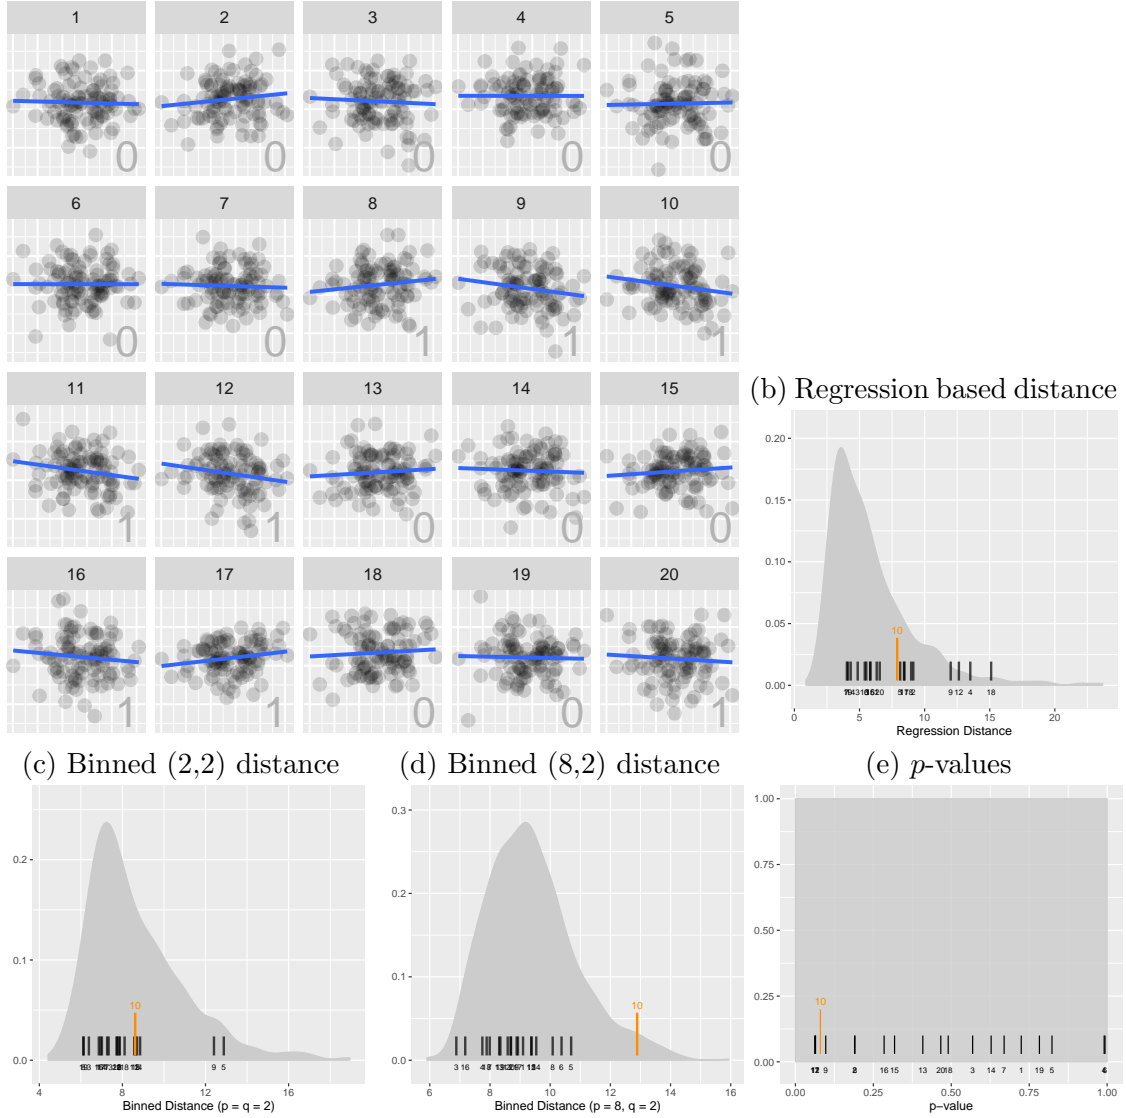 1 2 3 4 5
0 0 0 0 0
6 7 8 9 10
0 0 1 1 1
11 12 13 14 15
1 1 0 0 0
16 17 18 19 20
1 1 0 0 1
(b) Regression based distance
0.20
0.15
0.10
0.05
0.00
10
9 12 4 18
0 5 10 15 20
Regression Distance
(c) Binned (2,2) distance
0.2
0.1
0.0
10
9 5
4 8 12 16
Binned Distance (p = q = 2)
(d) Binned (8,2) distance
0.3
0.2
0.1
0.0
10
3 16 8 6 5
6 8 10 12 14 16
Binned Distance (p = 8, q = 2)
(e) p-values
1.00
0.75
0.50
0.25
0.00
10
9 16 15 13 20 18 3 14 7 1 19 5
0.00 0.25 0.50 0.75 1.00
p-value